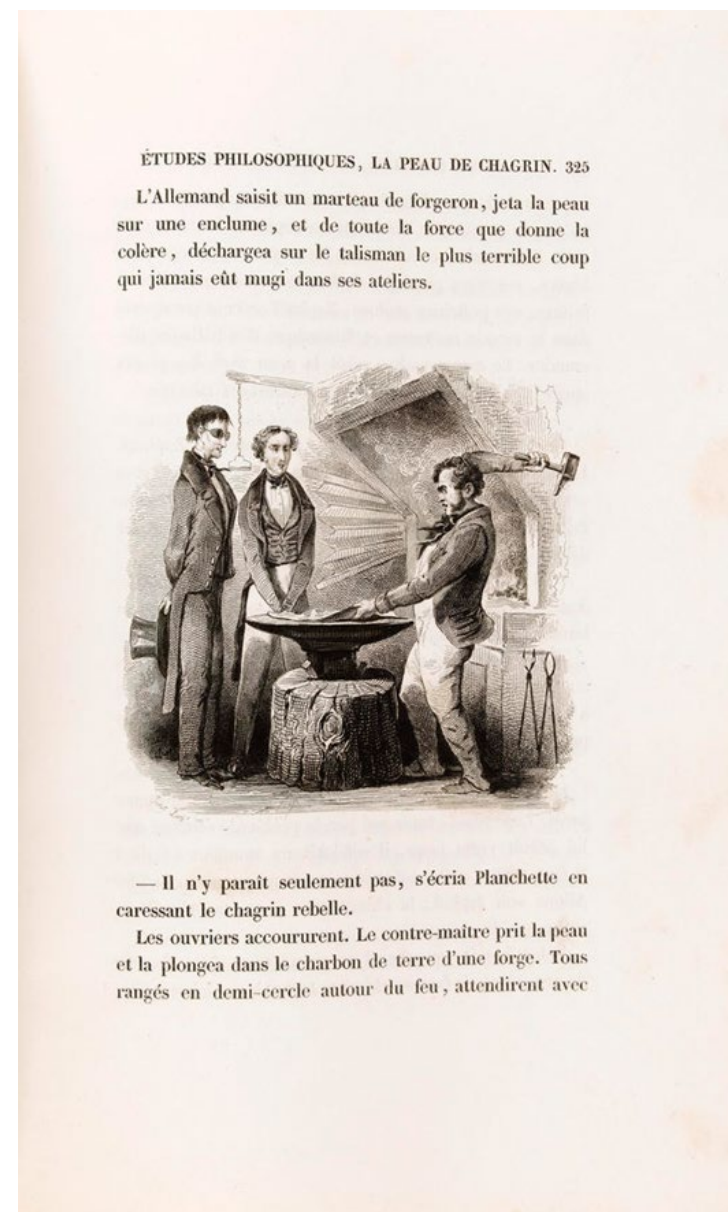 ÉTUDES PHILOSOPHIQUES, LA PEAU DE CHAGRIN. 325
L'Allemand saisit un marteau de forgeron, jeta la peau
sur une enclume, et de toute la force que donne la
colère, déchargea sur le talisman le plus terrible coup
qui jamais eût mugi dans ses ateliers.
— Il n'y paraît seulement pas, s'écria Planchette en
caressant le chagrin rebelle.
Les ouvriers accoururent. Le contre-maître prit la peau
et la plongea dans le charbon de terre d'une forge. Tous
rangés en demi-cercle autour du feu, attendirent avec